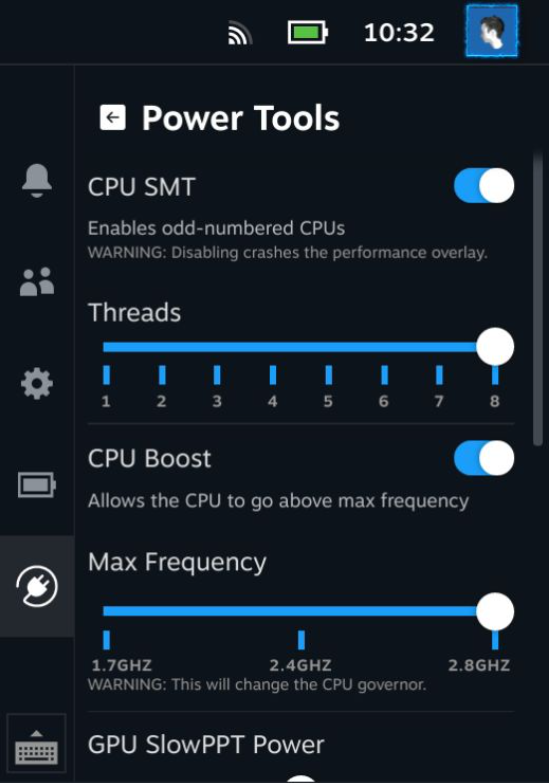 10:32
Power Tools
CPU SMT
Enables odd-numbered CPUs
WARNING: Disabling crashes the performance overlay.
Threads
1 2 3 4 5 6 7 8
CPU Boost
Allows the CPU to go above max frequency
Max Frequency
1.7GHZ 2.4GHZ 2.8GHZ
WARNING: This will change the CPU governor.
GPU SlowPPT Power